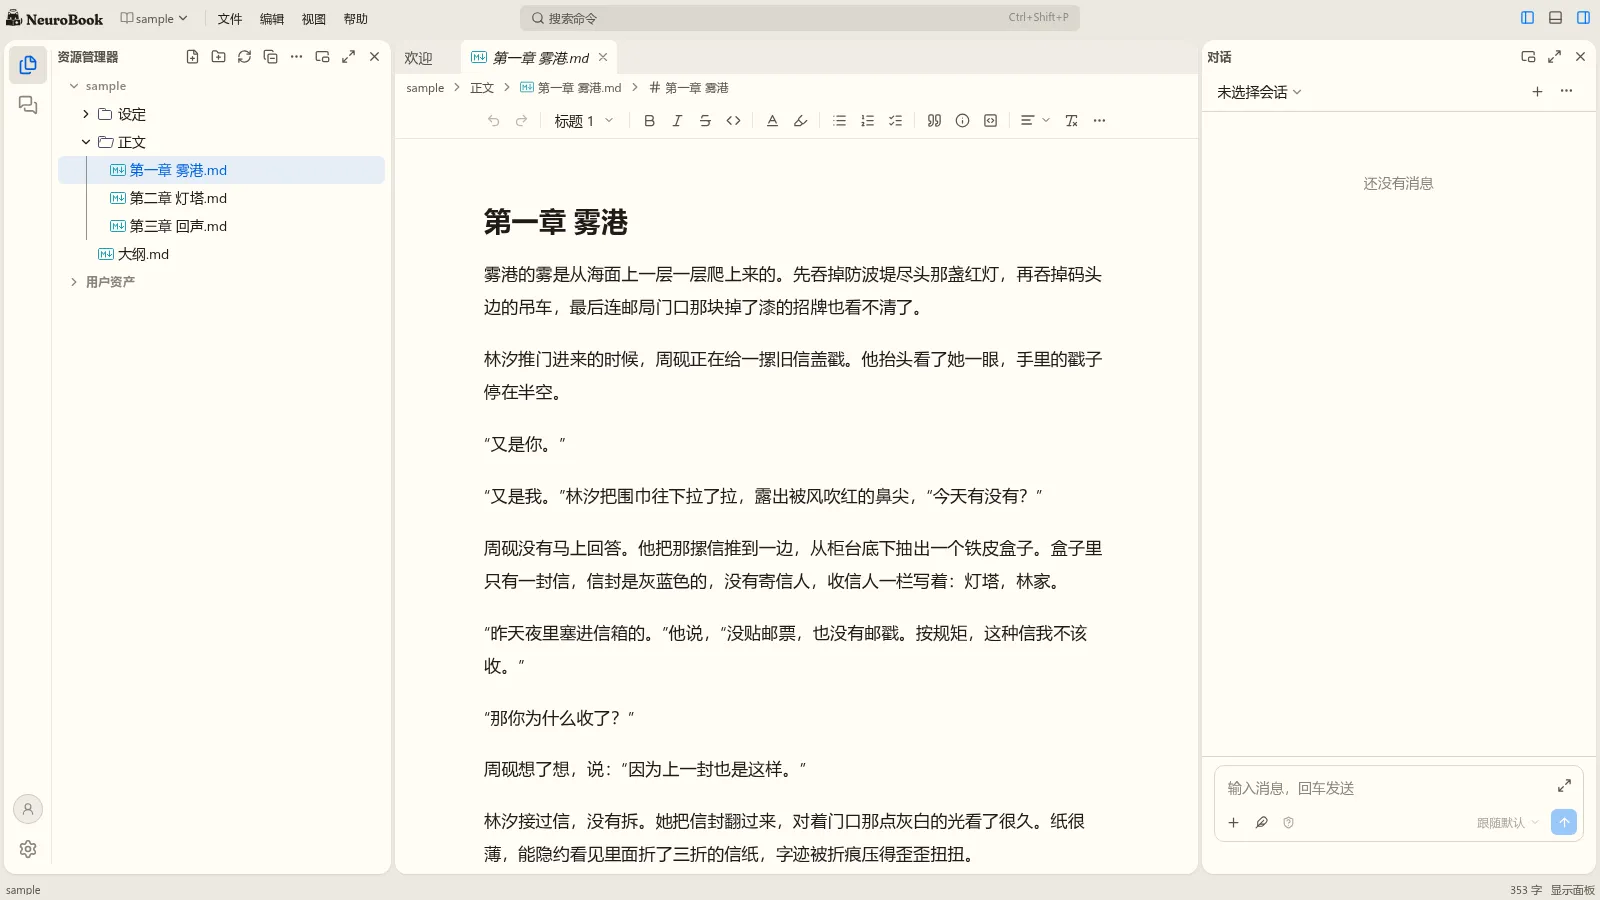 NeuroBook
sample
文件
编辑
视图
帮助
搜索命令
Ctrl+Shift+P
资源管理器
sample
设定
正文
第一章 雾港.md
第二章 灯塔.md
第三章 回声.md
大纲.md
用户资产
欢迎
第一章 雾港.md
sample
正文
第一章 雾港.md
# 第一章 雾港
标题 1
第一章 雾港
雾港的雾是从海面上一层一层爬上来的。先吞掉防波堤尽头那盏红灯，再吞掉码头
边的吊车，最后连邮局门口那块掉了漆的招牌也看不清了。
林汐推门进来的时候，周砚正在给一摞旧信盖戳。他抬头看了她一眼，手里的戳子
停在半空。
“又是你。”
“又是我。”林汐把围巾往下拉了拉，露出被风吹红的鼻尖，“今天有没有？”
周砚没有马上回答。他把那摞信推到一边，从柜台底下抽出一个铁皮盒子。盒子里
只有一封信，信封是灰蓝色的，没有寄信人，收信人一栏写着：灯塔，林家。
“昨天夜里塞进信箱的。”他说，“没贴邮票，也没有邮戳。按规矩，这种信我不该
收。”
“那你为什么收了？”
周砚想了想，说：“因为上一封也是这样。”
林汐接过信，没有拆。她把信封翻过来，对着门口那点灰白的光看了很久。纸很
薄，能隐约看见里面折了三折的信纸，字迹被折痕压得歪歪扭扭。
对话
未选择会话
还没有消息
输入消息，回车发送
跟随默认
sample
353 字
显示面板